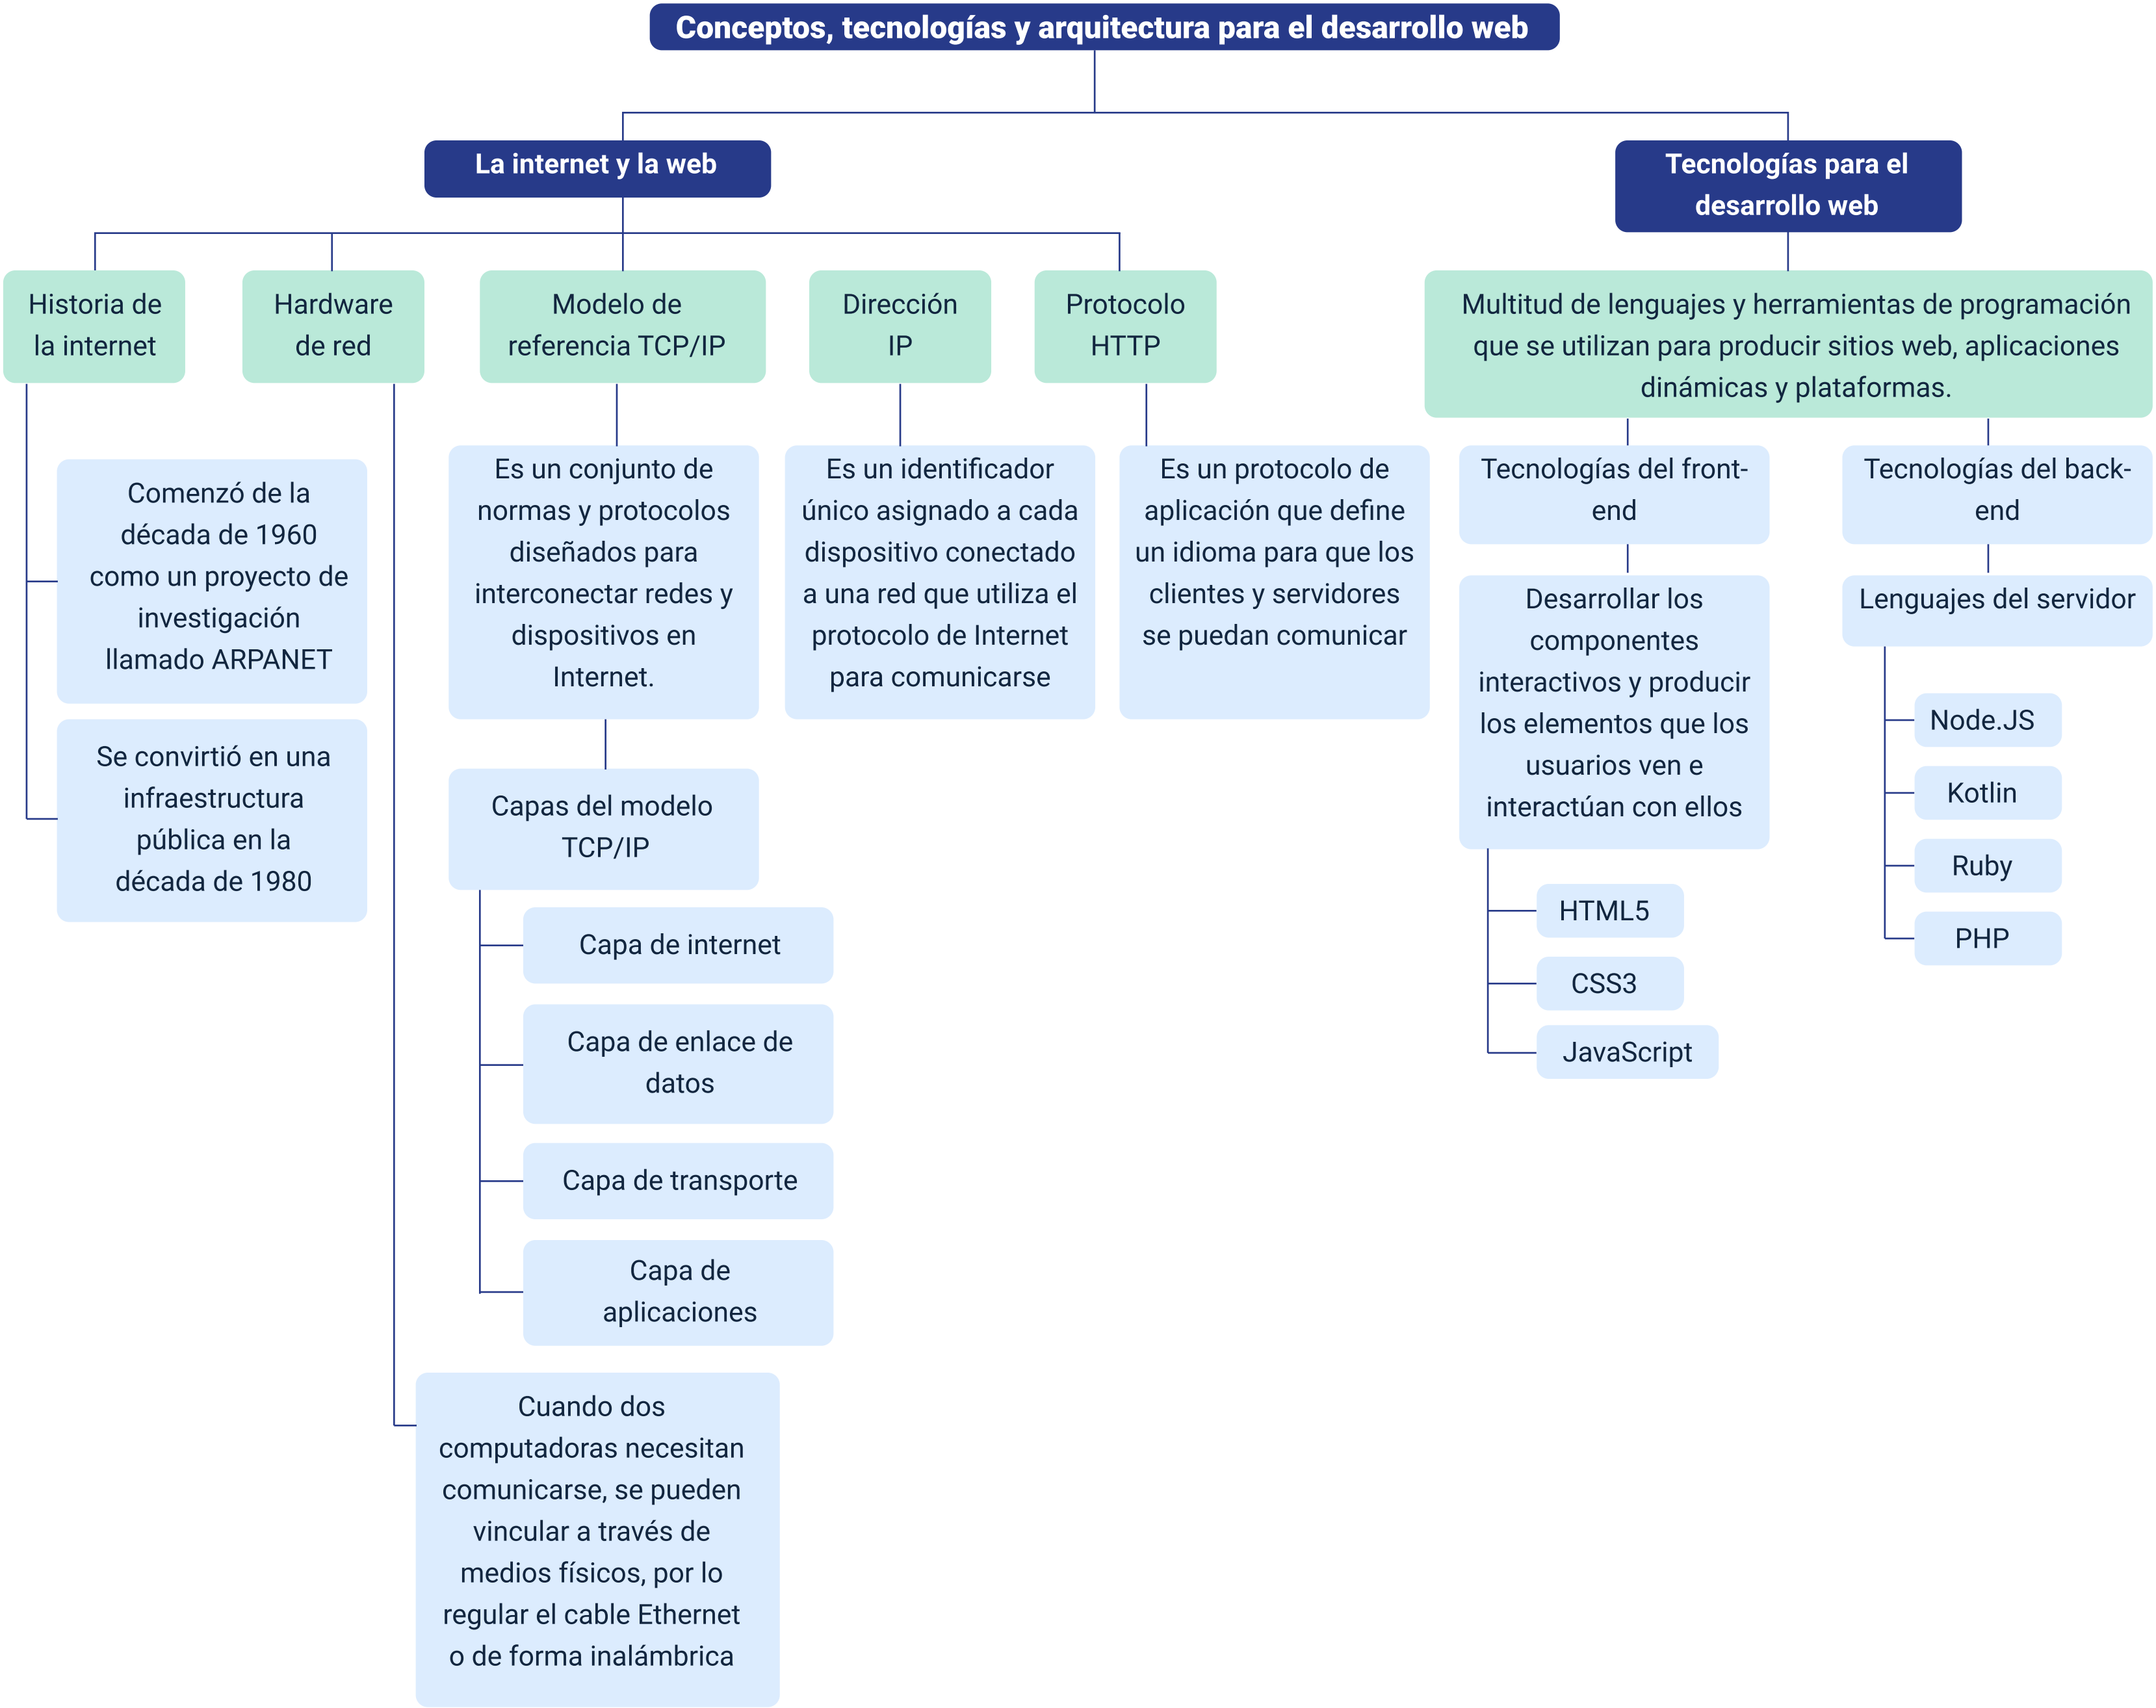 Conceptos, tecnologías y arquitectura para el desarrollo web
La internet y la web
Tecnologías para el
desarrollo web
Historia de
la internet
Hardware
de red
Modelo de
referencia TCP/IP
Dirección
IP
Protocolo
HTTP
Multitud de lenguajes y herramientas de programación
que se utilizan para producir sitios web, aplicaciones
dinámicas y plataformas.
Comenzó de la
década de 1960
como un proyecto de
investigación
llamado ARPANET
Se convirtió en una
infraestructura
pública en la
década de 1980
Es un conjunto de
normas y protocolos
diseñados para
interconectar redes y
dispositivos en
Internet.
Capas del modelo
TCP/IP
Capa de internet
Capa de enlace de
datos
Capa de transporte
Capa de
aplicaciones
Cuando dos
computadoras necesitan
comunicarse, se pueden
vincular a través de
medios físicos, por lo
regular el cable Ethernet
o de forma inalámbrica
Es un identificador
único asignado a cada
dispositivo conectado
a una red que utiliza el
protocolo de Internet
para comunicarse
Es un protocolo de
aplicación que define
un idioma para que los
clientes y servidores
se puedan comunicar
Tecnologías del front-
end
Desarrollar los
componentes
interactivos y producir
los elementos que los
usuarios ven e
interactúan con ellos
HTML5
CSS3
JavaScript
Tecnologías del back-
end
Lenguajes del servidor
Node.JS
Kotlin
Ruby
PHP